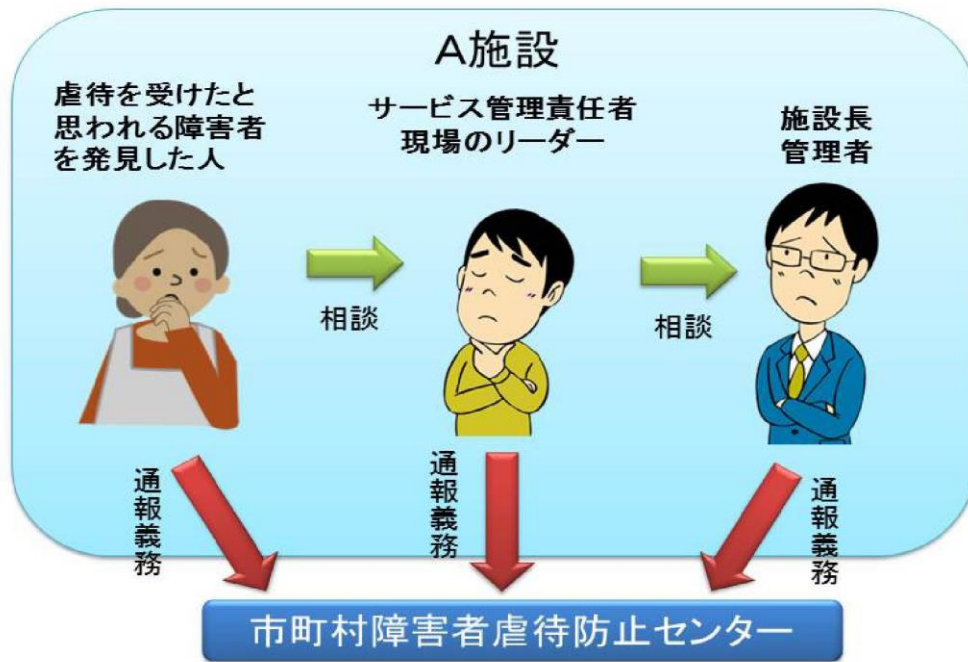 A施設
虐待を受けたと
思われる障害者
を発見した人
サービス管理責任者
現場のリーダー
施設長
管理者
相談
相談
通報義務
通報義務
通報義務
市町村障害者虐待防止センター